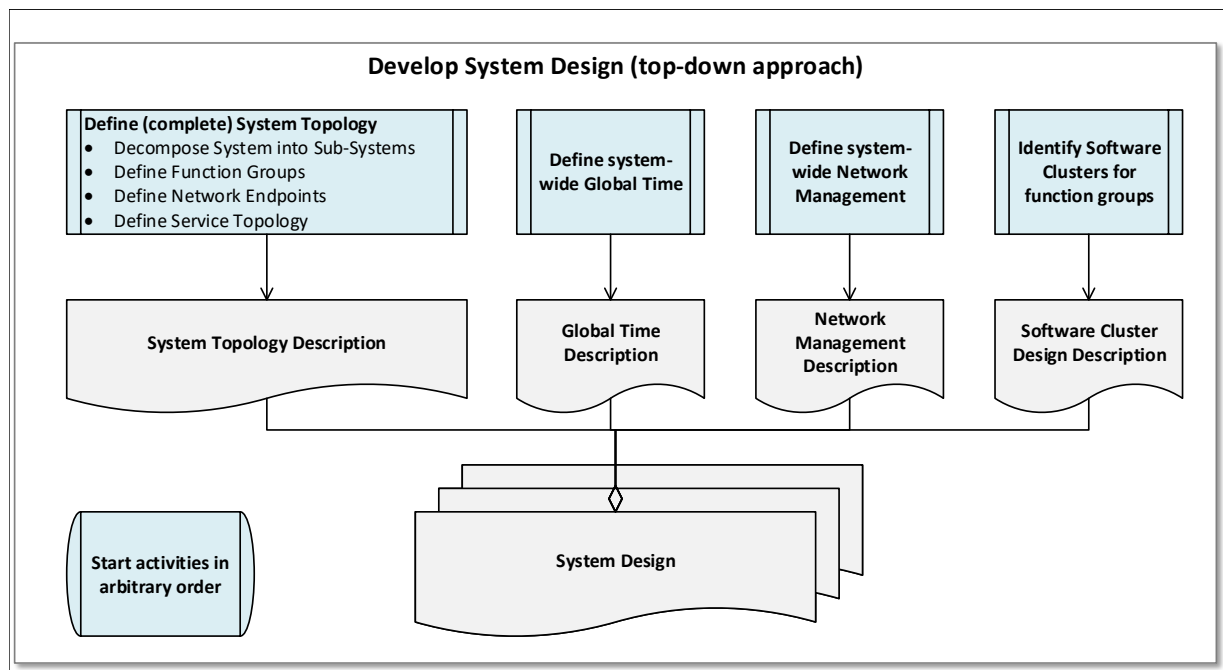 Develop System Design (top-down approach)
Define (complete) System Topology
• Decompose System into Sub-Systems
• Define Function Groups
• Define Network Endpoints
• Define Service Topology
Define system-
wide Global Time
Define system-
wide Network
Management
Identify Software
Clusters for
function groups
System Topology Description
Global Time
Description
Network
Management
Description
Software Cluster
Design Description
Start activities in
arbitrary order
System Design